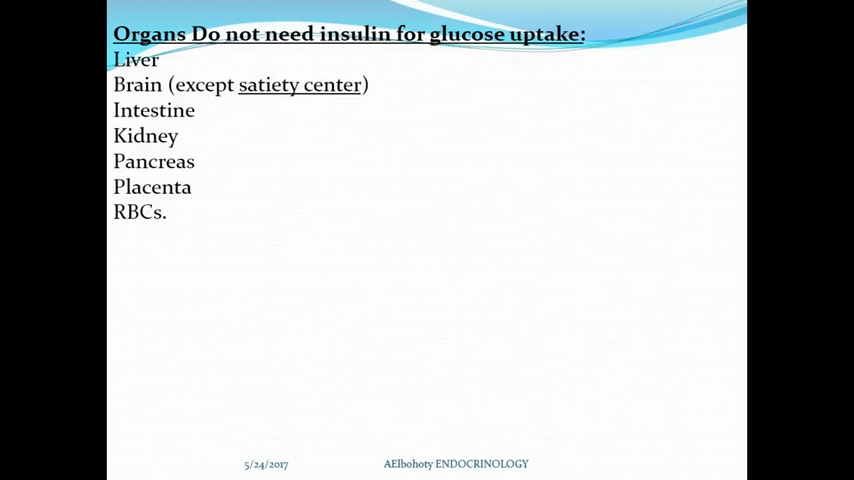 Organs Do not need insulin for glucose uptake:
Liver
Brain (except satiety center)
Intestine
Kidney
Pancreas
Placenta
RBCs.
5/24/2017 AElbohoty ENDOCRINOLOGY